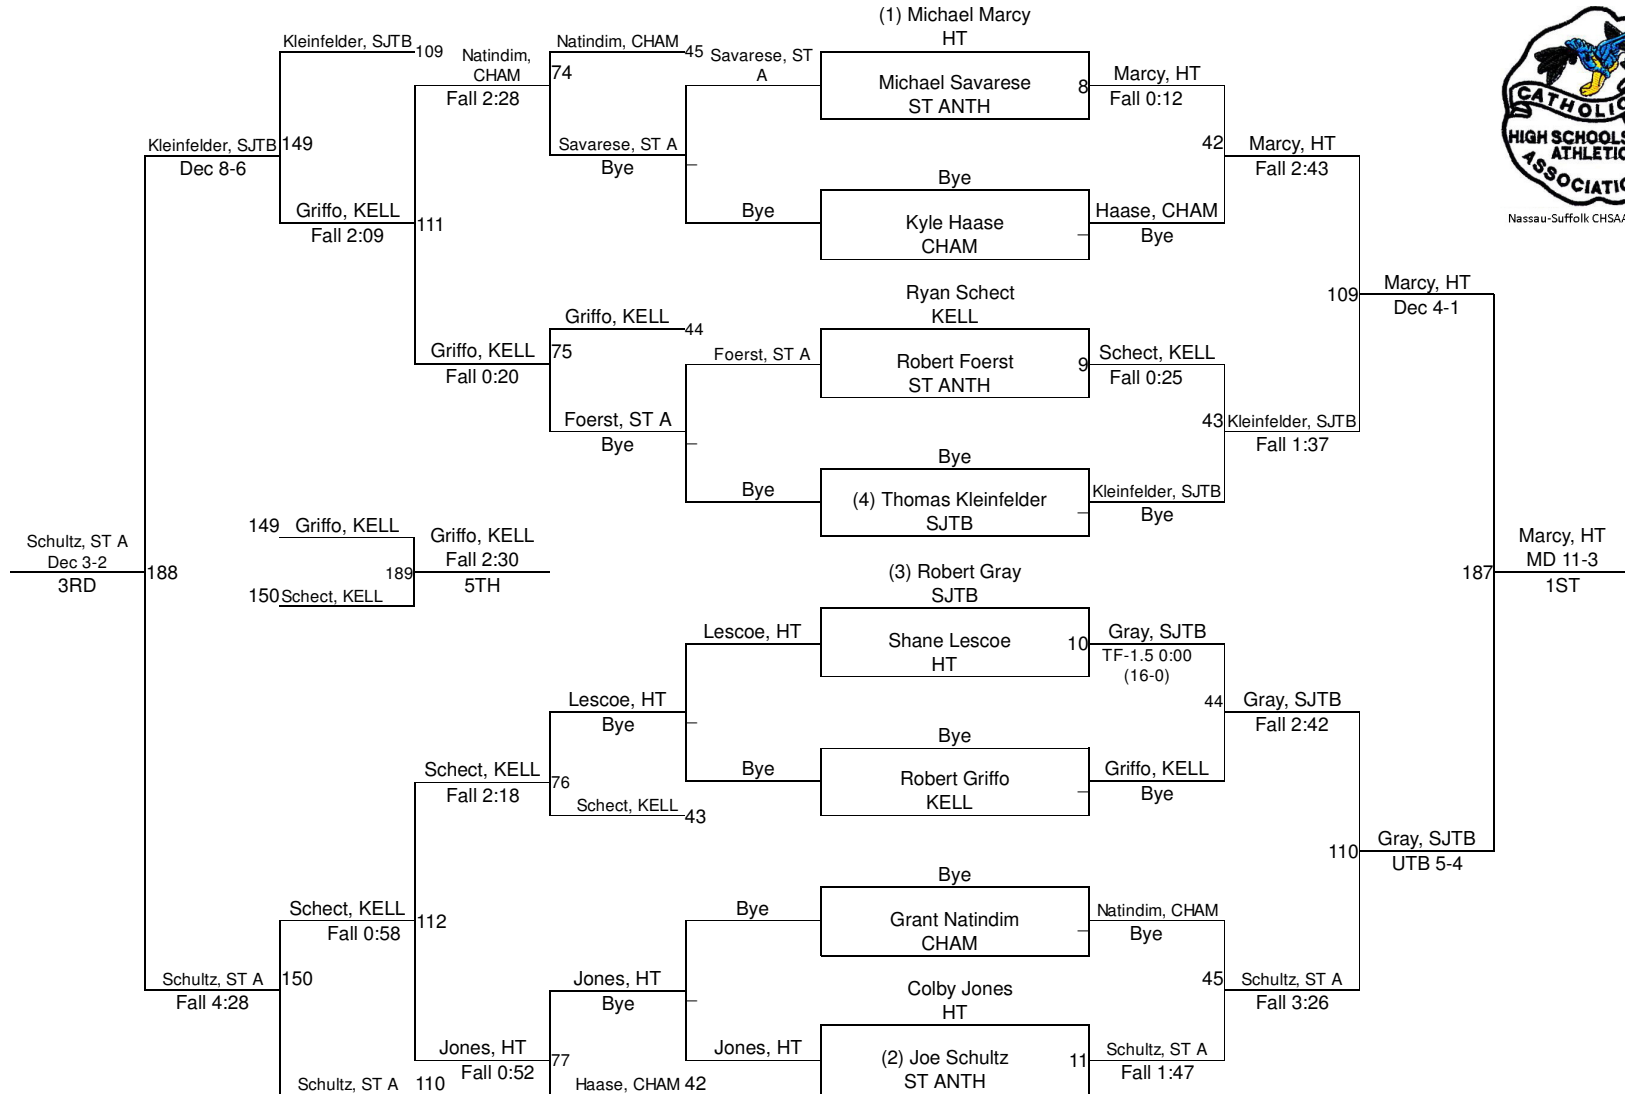 (1) Michael Marcy
HT
Kleinfelder, SJTB
109
Natindim,
CHAM
Fall 2:28
74
Natindim, CHAM
45
Savarese, ST
A
Michael Savarese
ST ANTH
8
Marcy, HT
Fall 0:12
CATHOLIC
HIGH SCHOOLS
ATHLETIC
ASSOCIATI
Nassau-Suffolk CHSAA
Kleinfelder, SJTB
149
Dec 8-6
Savarese, ST A
Bye
42
Marcy, HT
Fall 2:43
Griffo, KELL
Fall 2:09
111
Bye
Bye
Kyle Haase
CHAM
Haase, CHAM
Bye
Ryan Schect
KELL
109
Marcy, HT
Dec 4-1
Griffo, KELL
44
Griffo, KELL
75
Fall 0:20
Foerst, ST A
Robert Foerst
ST ANTH
9
Schect, KELL
Fall 0:25
Foerst, ST A
Bye
43
Kleinfelder, SJTB
Fall 1:37
Bye
Bye
(4) Thomas Kleinfelder
SJTB
Kleinfelder, SJTB
Bye
149
Griffo, KELL
Griffo, KELL
Fall 2:30
5TH
189
150
Schect, KELL
Schultz, ST A
Dec 3-2
3RD
188
187
Marcy, HT
MD 11-3
1ST
(3) Robert Gray
SJTB
Lescoe, HT
Shane Lescoe
HT
10
Gray, SJTB
TF-1.5 0:00
(16-0)
Lescoe, HT
Bye
44
Gray, SJTB
Fall 2:42
Bye
Schect, KELL
Fall 2:18
76
Bye
Robert Griffo
KELL
Griffo, KELL
Bye
Schect, KELL
43
110
Gray, SJTB
UTB 5-4
Bye
Schect, KELL
Fall 0:58
112
Bye
Grant Natindim
CHAM
Natindim, CHAM
Bye
Schultz, ST A
150
Fall 4:28
Jones, HT
Bye
Colby Jones
HT
45
Schultz, ST A
Fall 3:26
Jones, HT
Fall 0:52
77
Jones, HT
(2) Joe Schultz
ST ANTH
11
Schultz, ST A
Fall 1:47
Schultz, ST A
110
Haase, CHAM
42